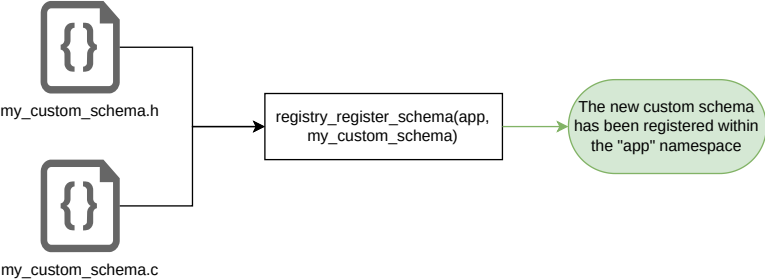 {}
my_custom_schema.h
registry_register_schema(app,
my_custom_schema)
The new custom schema
has been registered within
the "app" namespace
{}
my_custom_schema.c